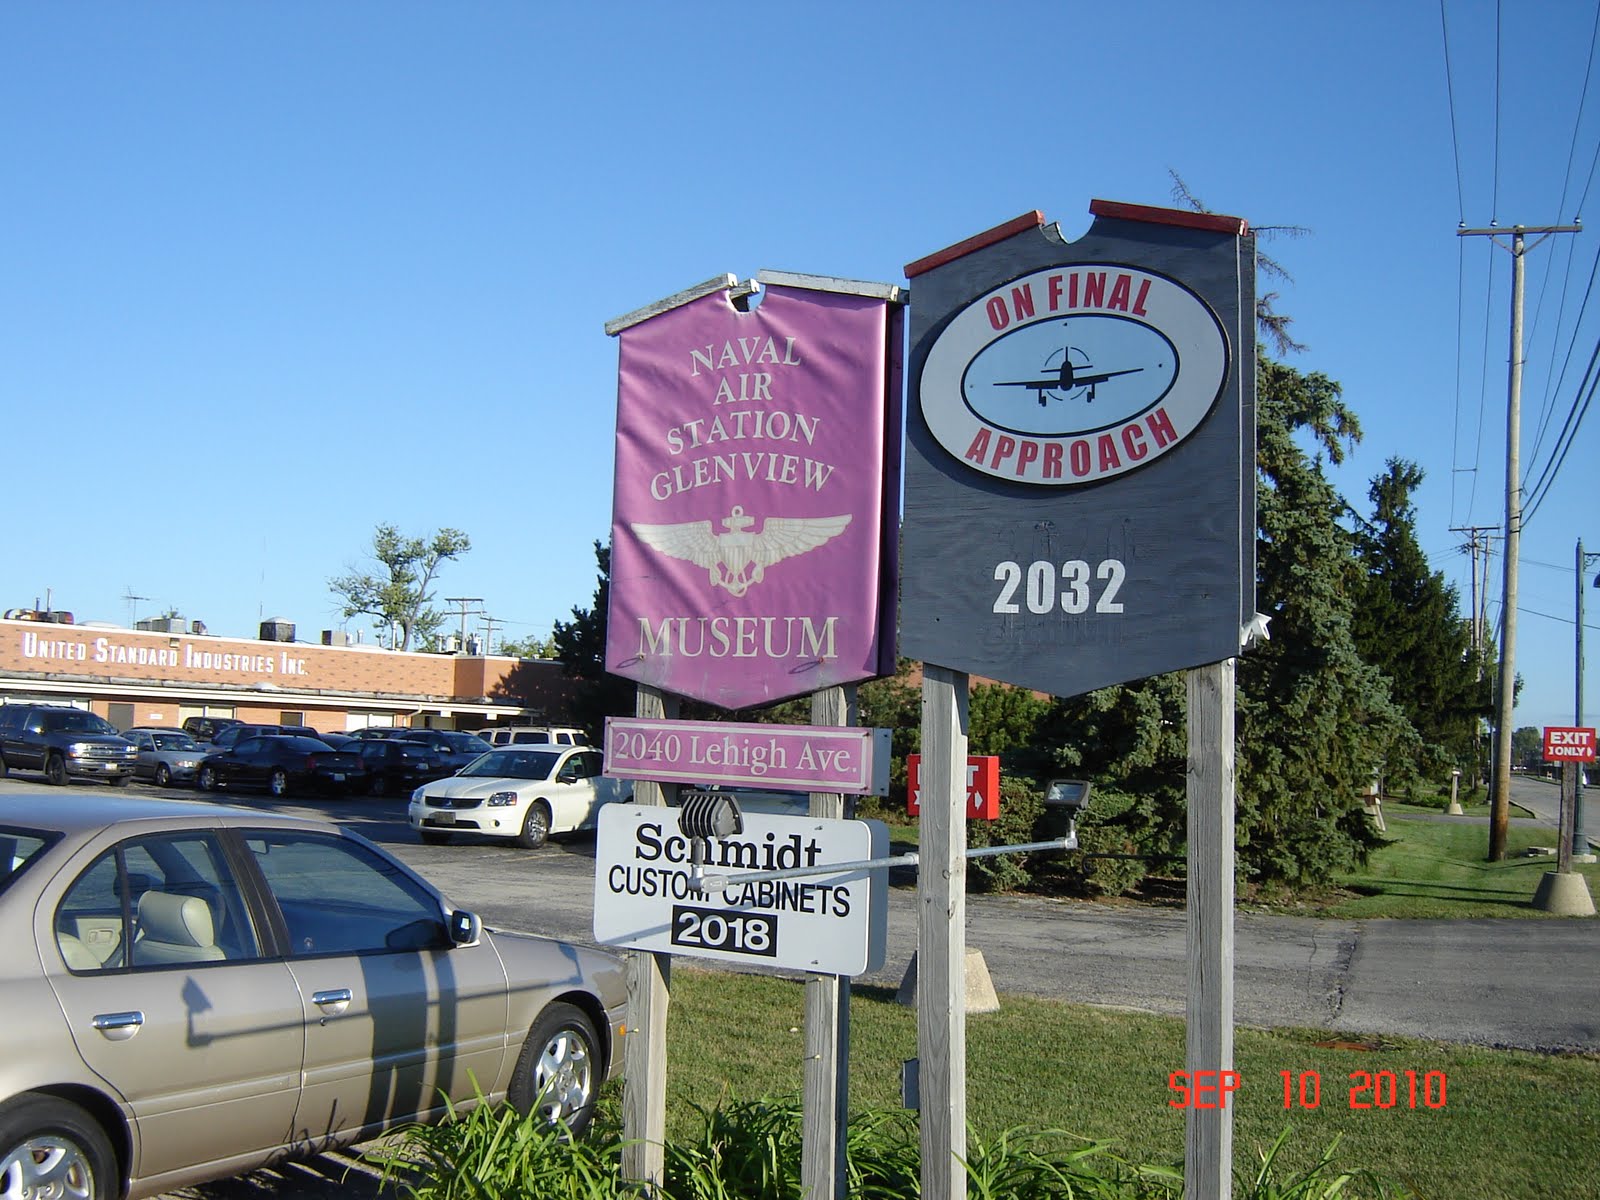 UNITED STANDARD INDUSTRIES INC.
NAVAL
AIR
STATION
GLENVIEW
MUSEUM
2040 Lehigh Ave.
Schmidt
CUSTOM CABINETS
2018
ON FINAL
APPROACH
2032
EXIT
ONLY
SEP 10 2010